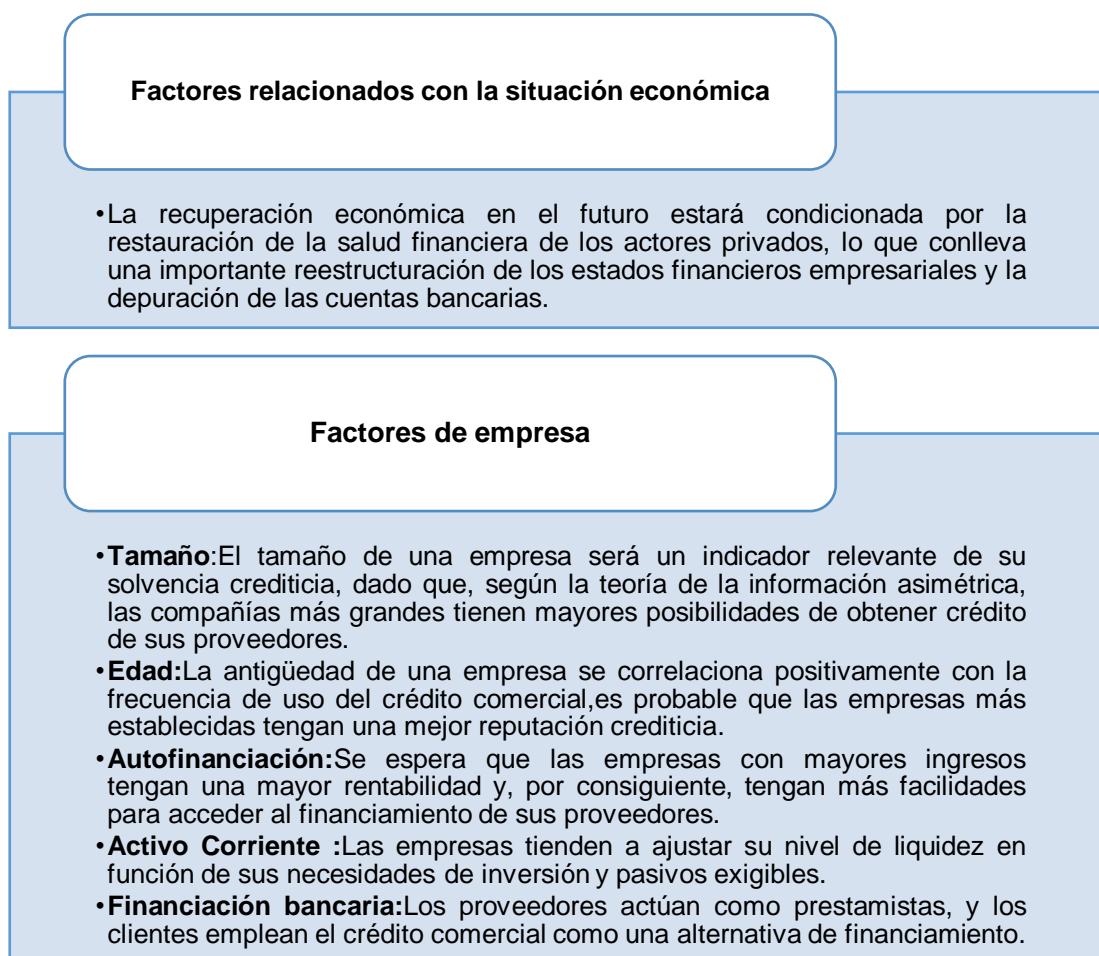 Factores relacionados con la situación económica
•La recuperación económica en el futuro estará condicionada por la
restauración de la salud financiera de los actores privados, lo que conlleva
una importante reestructuración de los estados financieros empresariales y la
depuración de las cuentas bancarias.
Factores de empresa
•Tamaño:El tamaño de una empresa será un indicador relevante de su
solvencia crediticia, dado que, según la teoría de la información asimétrica,
las compañías más grandes tienen mayores posibilidades de obtener crédito
de sus proveedores.
•Edad:La antigüedad de una empresa se correlaciona positivamente con la
frecuencia de uso del crédito comercial,es probable que las empresas más
establecidas tengan una mejor reputación crediticia.
•Autofinanciación:Se espera que las empresas con mayores ingresos
tengan una mayor rentabilidad y, por consiguiente, tengan más facilidades
para acceder al financiamiento de sus proveedores.
•Activo Corriente :Las empresas tienden a ajustar su nivel de liquidez en
función de sus necesidades de inversión y pasivos exigibles.
•Financiación bancaria:Los proveedores actúan como prestamistas, y los
clientes emplean el crédito comercial como una alternativa de financiamiento.